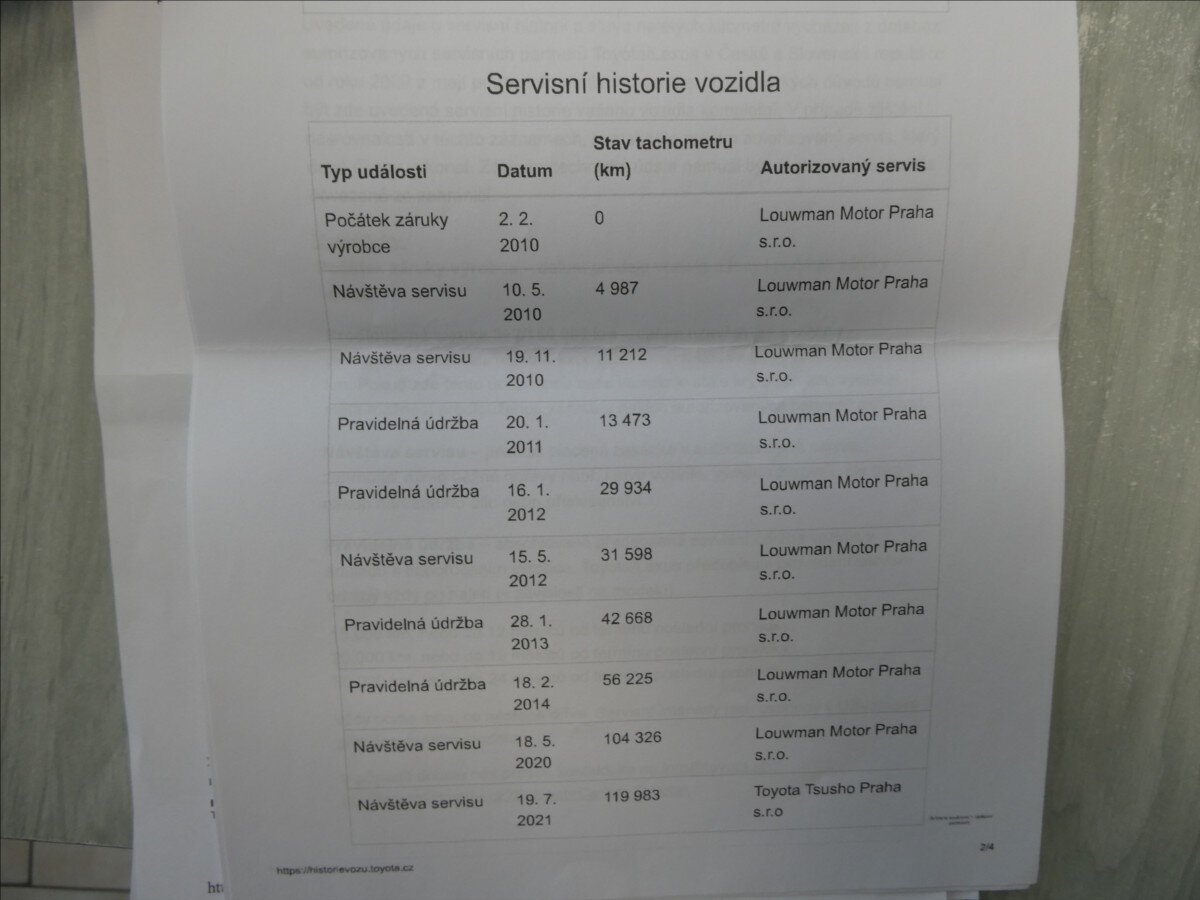 Servisní historie vozidla
Typ události Datum Stav tachometru (km) Autorizovaný servis
Počátek záruky výrobce 2. 2. 2010 0 Louwman Motor Praha s.r.o.
Návštěva servisu 10. 5. 2010 4 987 Louwman Motor Praha s.r.o.
Návštěva servisu 19. 11. 2010 11 212 Louwman Motor Praha s.r.o.
Pravidelná údržba 20. 1. 2011 13 473 Louwman Motor Praha s.r.o.
Pravidelná údržba 16. 1. 2012 29 934 Louwman Motor Praha s.r.o.
Návštěva servisu 15. 5. 2012 31 598 Louwman Motor Praha s.r.o.
Pravidelná údržba 28. 1. 2013 42 668 Louwman Motor Praha s.r.o.
Pravidelná údržba 18. 2. 2014 56 225 Louwman Motor Praha s.r.o.
Návštěva servisu 18. 5. 2020 104 326 Louwman Motor Praha s.r.o.
Návštěva servisu 19. 7. 2021 119 983 Toyota Tsusho Praha s.r.o
2/4
https://historievozu.toyota.cz